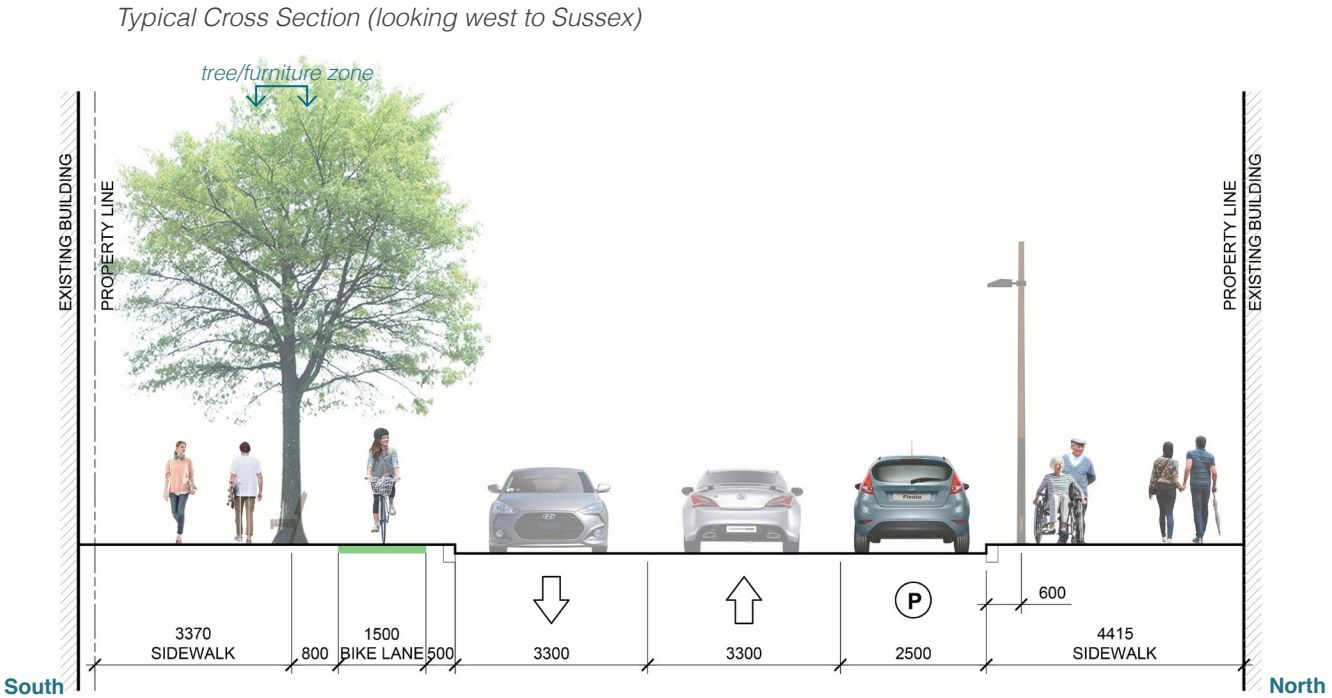 Typical Cross Section (looking west to Sussex)
tree/furniture zone
EXISTING BUILDING
PROPERTY LINE
PROPERTY LINE
EXISTING BUILDING
Fiesta
P
600
3370
SIDEWALK
800
1500
BIKE LANE
500
3300
3300
2500
4415
SIDEWALK
South
North